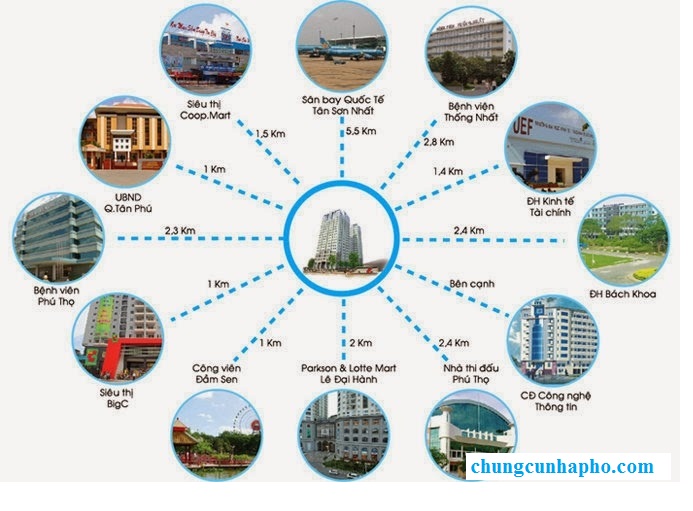 Siêu thị
Coop.Mart
Sân bay Quốc Tế
Tân Sơn Nhất
Bệnh viện
Thống Nhất
1,5 Km
5,5 Km
2,8 Km
UEF
1 Km
1,4 Km
UBND
Q.Tân Phú
ĐH Kinh tế
Tài chính
2,3 Km
2,4 Km
Bệnh viện
Phú Thọ
ĐH Bách Khoa
1 Km
Bên cạnh
1 Km
2 Km
2,4 Km
Siêu thị
BigC
Công viên
Đầm Sen
Parkson & Lotte Mart
Lê Đại Hành
Nhà thi đấu
Phú Thọ
CĐ Công nghệ
Thông tin
chungcunhapho.com